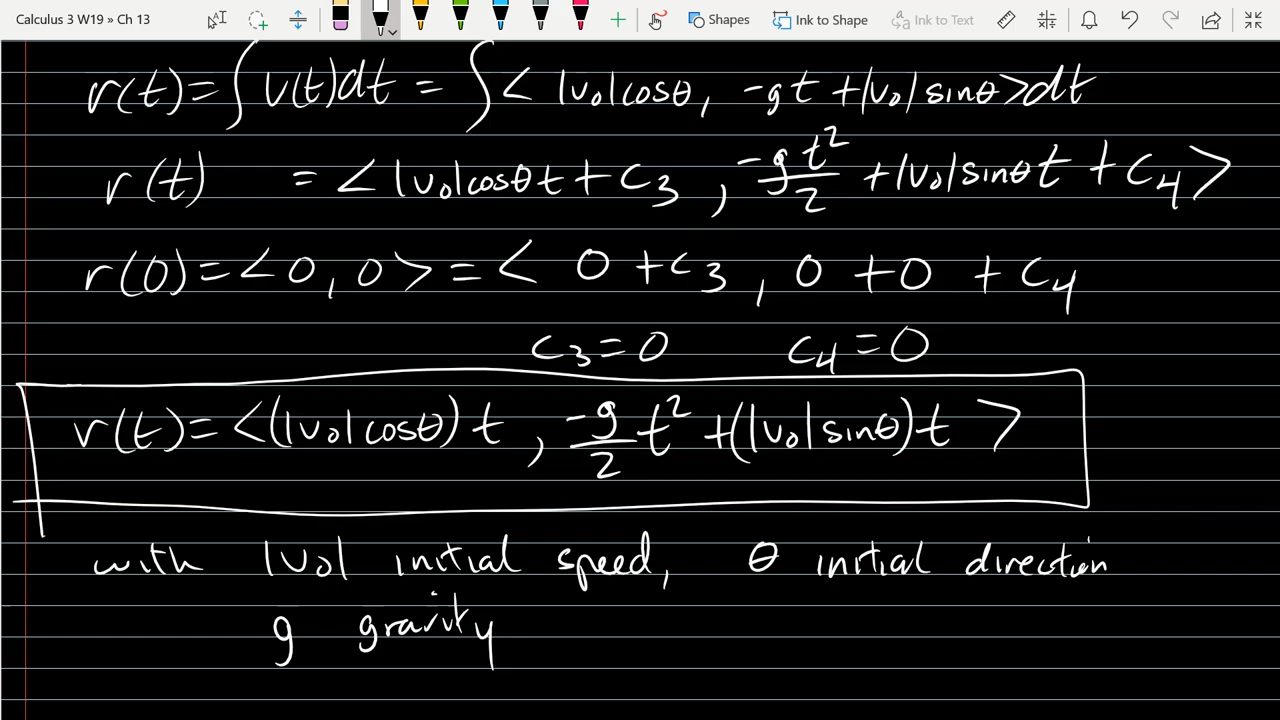 Calculus 3 W19 » Ch 13
Shapes Ink to Shape Ink to Text
r(t) = ∫ v(t)dt = ∫ < |v₀|cosθ, -gt + |v₀|sinθ > dt
r(t) = < |v₀|cosθt + c₃, -gt²/2 + |v₀|sinθt + c₄ >
r(0) = < 0, 0 > = < 0 + c₃, 0 + 0 + c₄
c₃ = 0 c₄ = 0
r(t) = < (|v₀|cosθ) t, -g/2 t² + (|v₀|sinθ) t >
with |v₀| initial speed, θ initial direction
g gravity